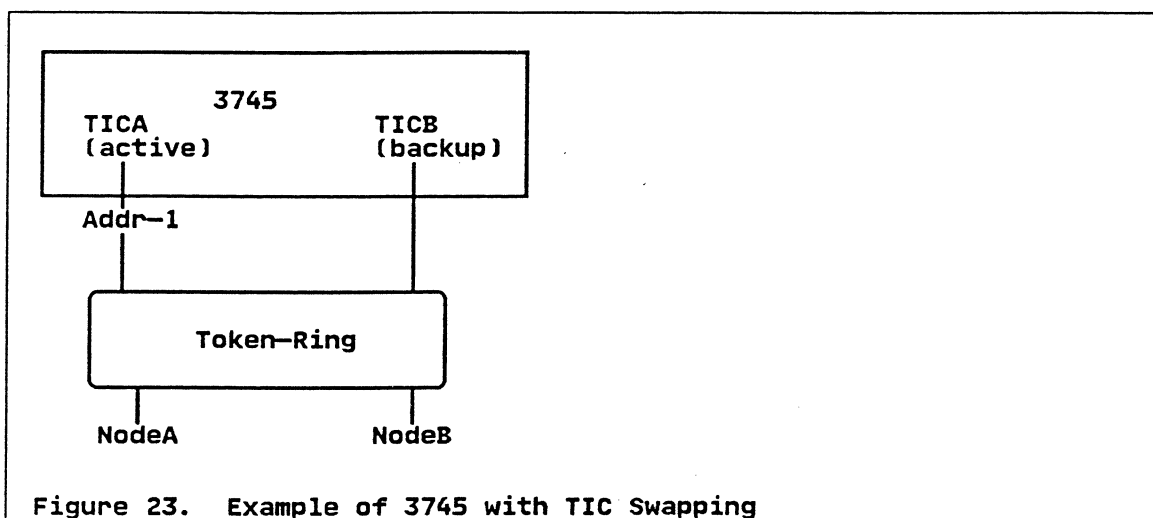 3745
TICA TICB
(active) (backup)
Addr-1
Token-Ring
NodeA NodeB
Figure 23. Example of 3745 with TIC Swapping